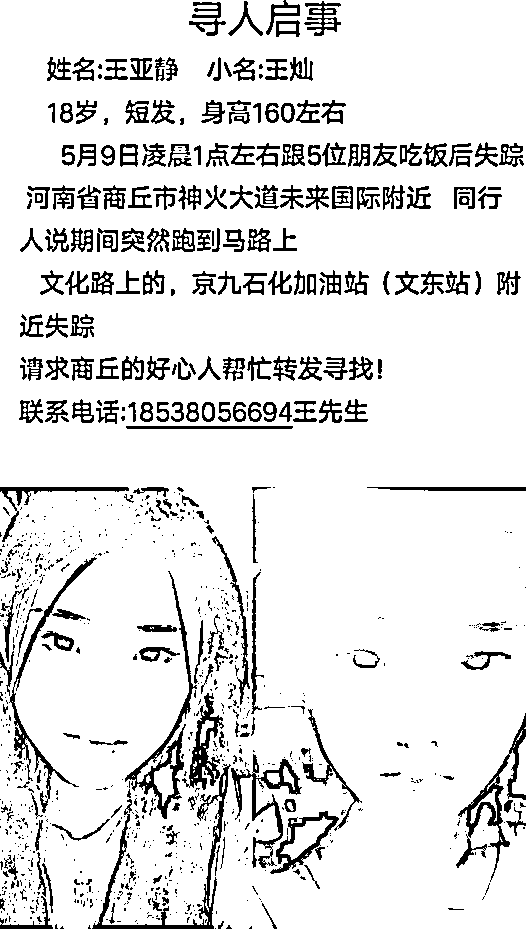 寻人启事
姓名:王亚静 小名:王灿
18岁，短发，身高160左右
5月9日凌晨1点左右跟5位朋友吃饭后失踪
河南省商丘市神火大道未来国际附近 同行
人说期间突然跑到马路上
文化路上的，京九石化加油站（文东站）附
近失踪
请求商丘的好心人帮忙转发寻找!
联系电话:18538056694王先生